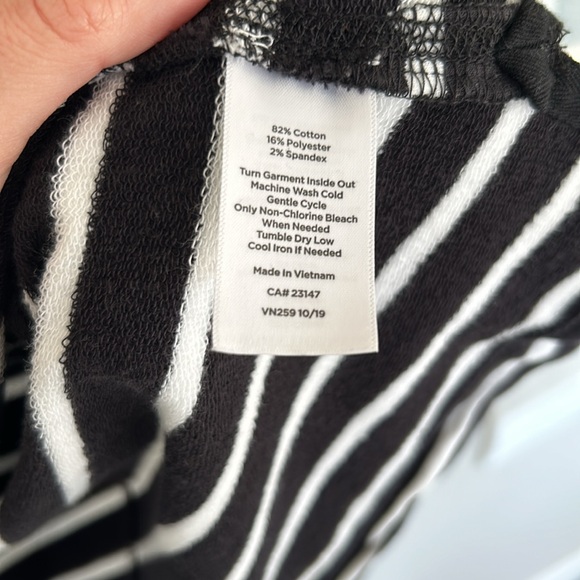 82% Cotton
16% Polyester
2% Spandex
Turn Garment Inside Out
Machine Wash Cold
Gentle Cycle
Only Non-Chlorine Bleach
When Needed
Tumble Dry Low
Cool Iron If Needed
Made In Vietnam
CA# 23147
VN259 10/19